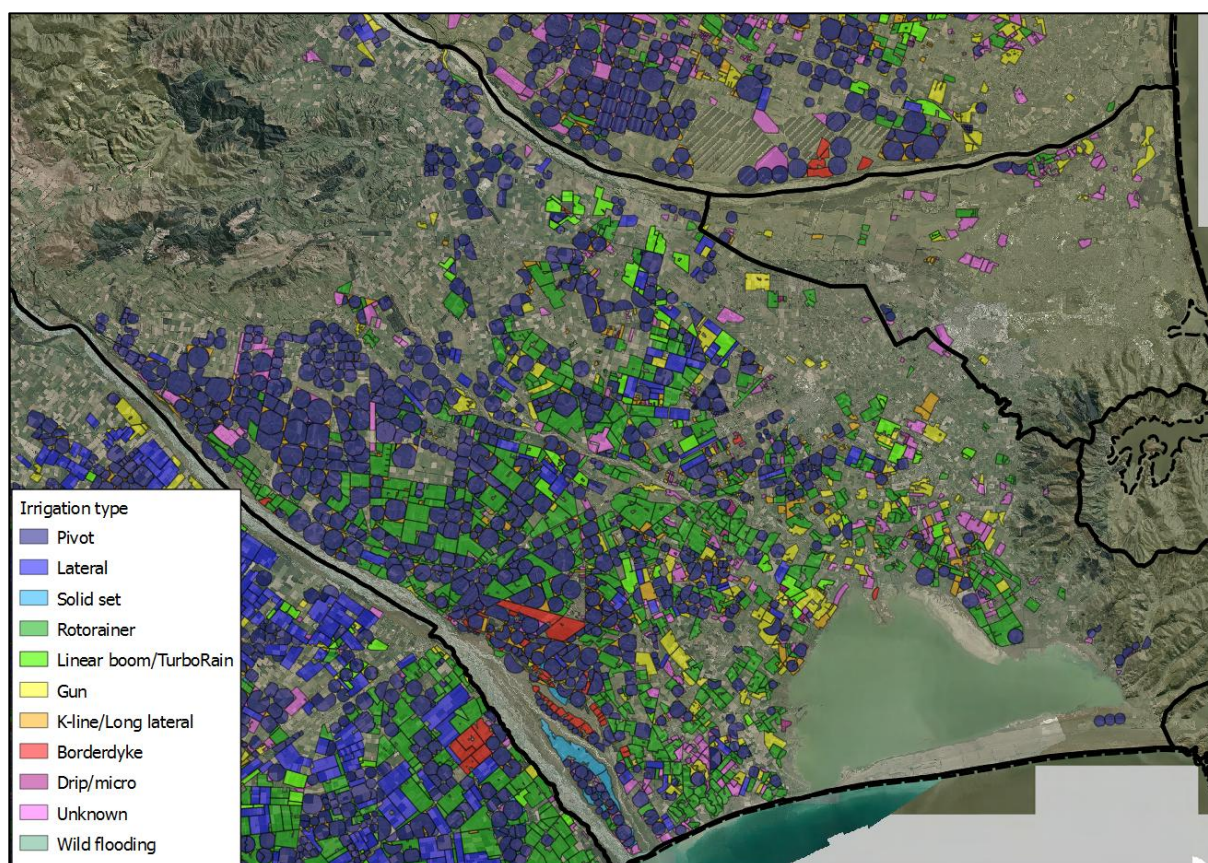 Irrigation type
Pivot
Lateral
Solid set
Rotorainer
Linear boom/TurboRain
Gun
K-line/Long lateral
Borderdyke
Drip/micro
Unknown
Wild flooding